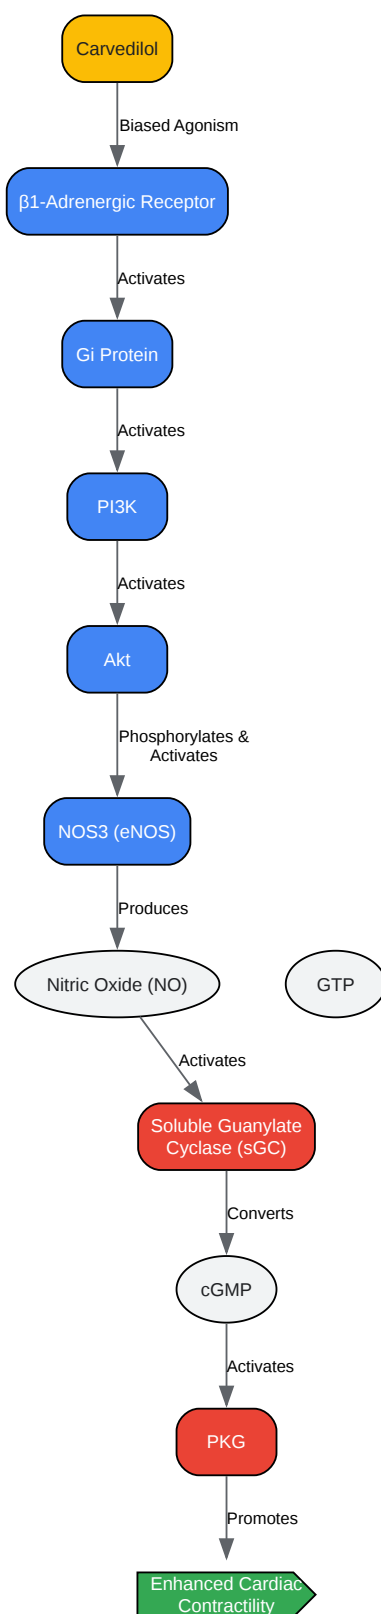 Carvedilol
Biased Agonism
β1-Adrenergic Receptor
Activates
Gi Protein
Activates
PI3K
Activates
Akt
Phosphorylates &
Activates
NOS3 (eNOS)
Produces
Nitric Oxide (NO)
GTP
Activates
Soluble Guanylate
Cyclase (sGC)
Converts
cGMP
Activates
PKG
Promotes
Enhanced Cardiac
Contractility